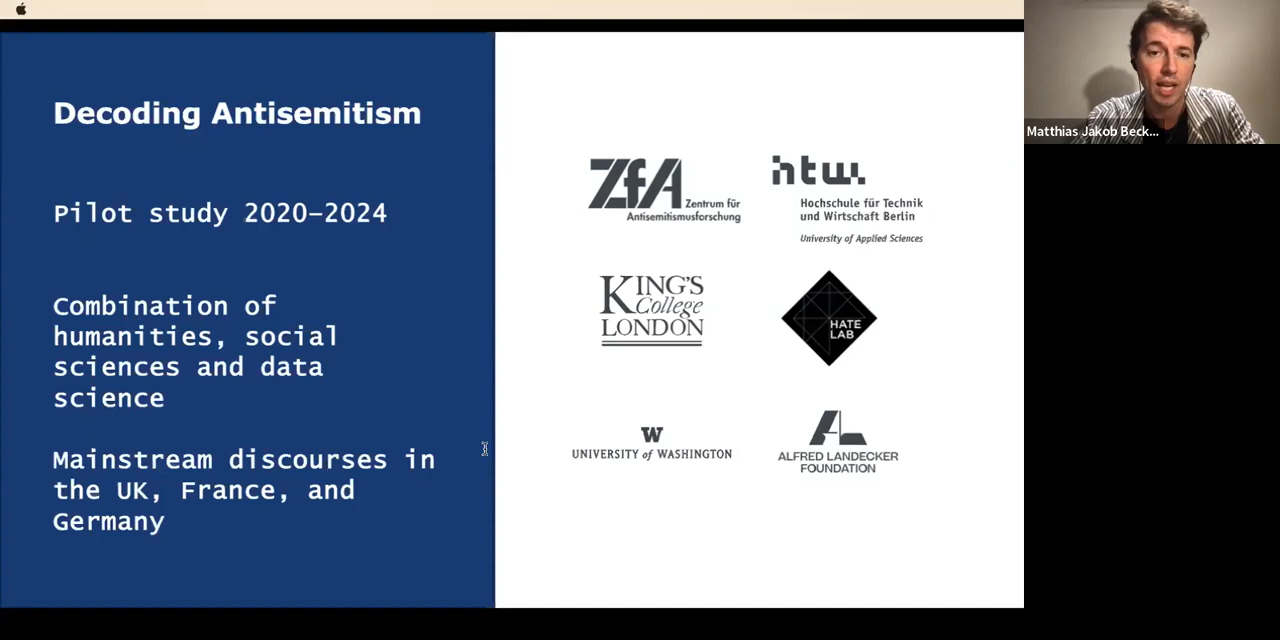 Decoding Antisemitism
Pilot study 2020–2024
Combination of
humanities, social
sciences and data
science
Mainstream discourses in
the UK, France, and
Germany
ZfA Zentrum für
Antisemitismusforschung
htw.
Hochschule für Technik
und Wirtschaft Berlin
University of Applied Sciences
KING'S
College
LONDON
HATE
LAB
W
UNIVERSITY of WASHINGTON
AL
ALFRED LANDECKER
FOUNDATION
Matthias Jakob Beck...